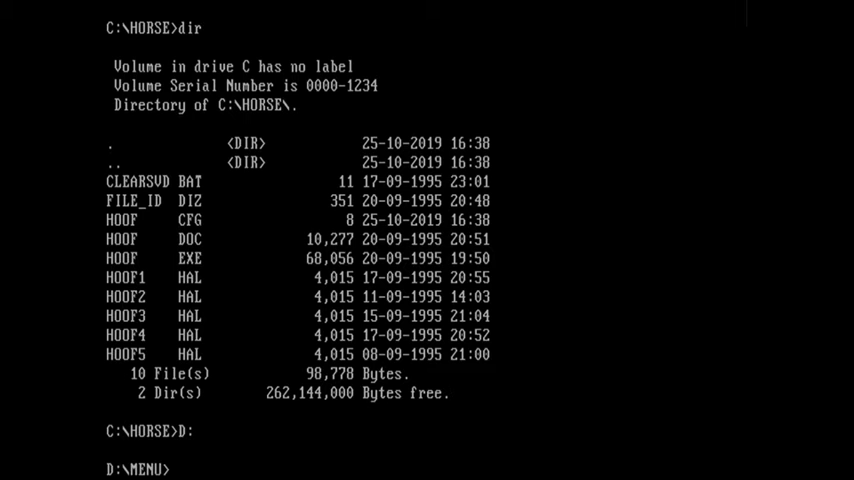 C:\HORSE>dir
Volume in drive C has no label
Volume Serial Number is 0000-1234
Directory of C:\HORSE\.
. <DIR> 25-10-2019 16:38
.. <DIR> 25-10-2019 16:38
CLEARSVD BAT 11 17-09-1995 23:01
FILE_ID DIZ 351 20-09-1995 20:48
HOOF CFG 8 25-10-2019 16:38
HOOF DOC 10,277 20-09-1995 20:51
HOOF EXE 68,056 20-09-1995 19:50
HOOF1 HAL 4,015 17-09-1995 20:55
HOOF2 HAL 4,015 11-09-1995 14:03
HOOF3 HAL 4,015 15-09-1995 21:04
HOOF4 HAL 4,015 17-09-1995 20:52
HOOF5 HAL 4,015 08-09-1995 21:00
10 File(s) 98,778 Bytes.
2 Dir(s) 262,144,000 Bytes free.
C:\HORSE>D:
D:\MENU>